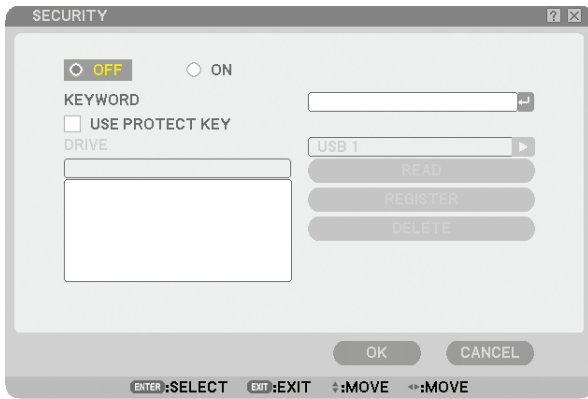 SECURITY
OFF ON
KEYWORD
USE PROTECT KEY
DRIVE USB 1
READ
REGISTER
DELETE
OK CANCEL
ENTER:SELECT EXIT:EXIT :MOVE :MOVE